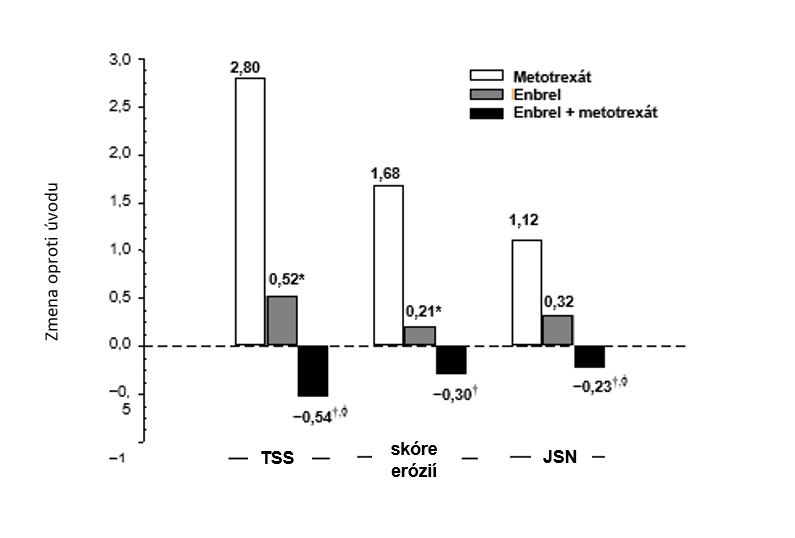 3,0
2,5
2,0
1,5
1,0
0,5
0,0
–0,
5
–1
Zmena oproti úvodu
Metotrexát
Enbrel
Enbrel + metotrexát
2,80
0,52*
–0,54†,ϕ
1,68
0,21*
–0,30†
1,12
0,32
–0,23†,ϕ
TSS
skóre
erózií
JSN